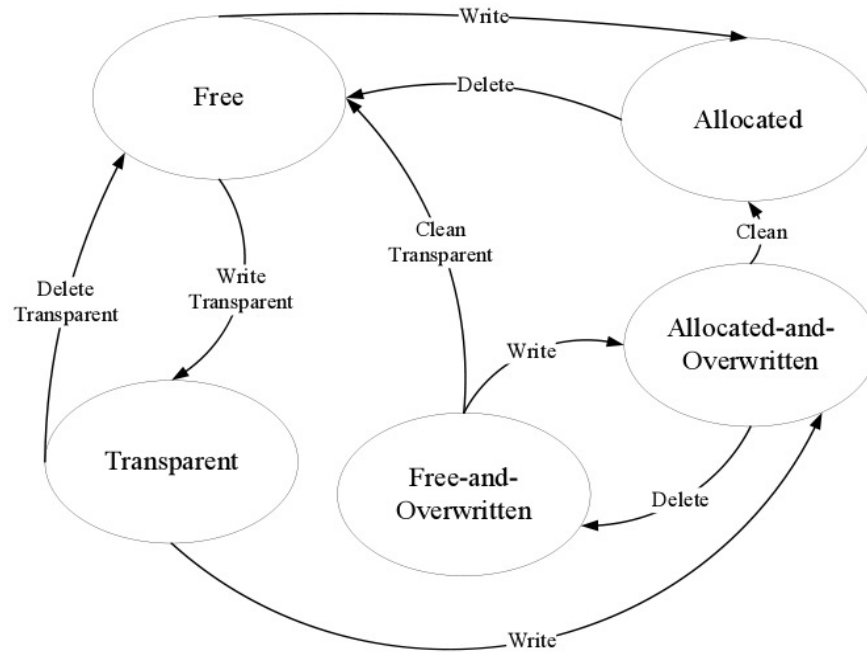 Write
Free
Delete
Allocated
Clean
Transparent
Clean
Delete
Transparent
Write
Transparent
Allocated-and-
Overwritten
Write
Transparent
Free-and-
Overwritten
Delete
Write